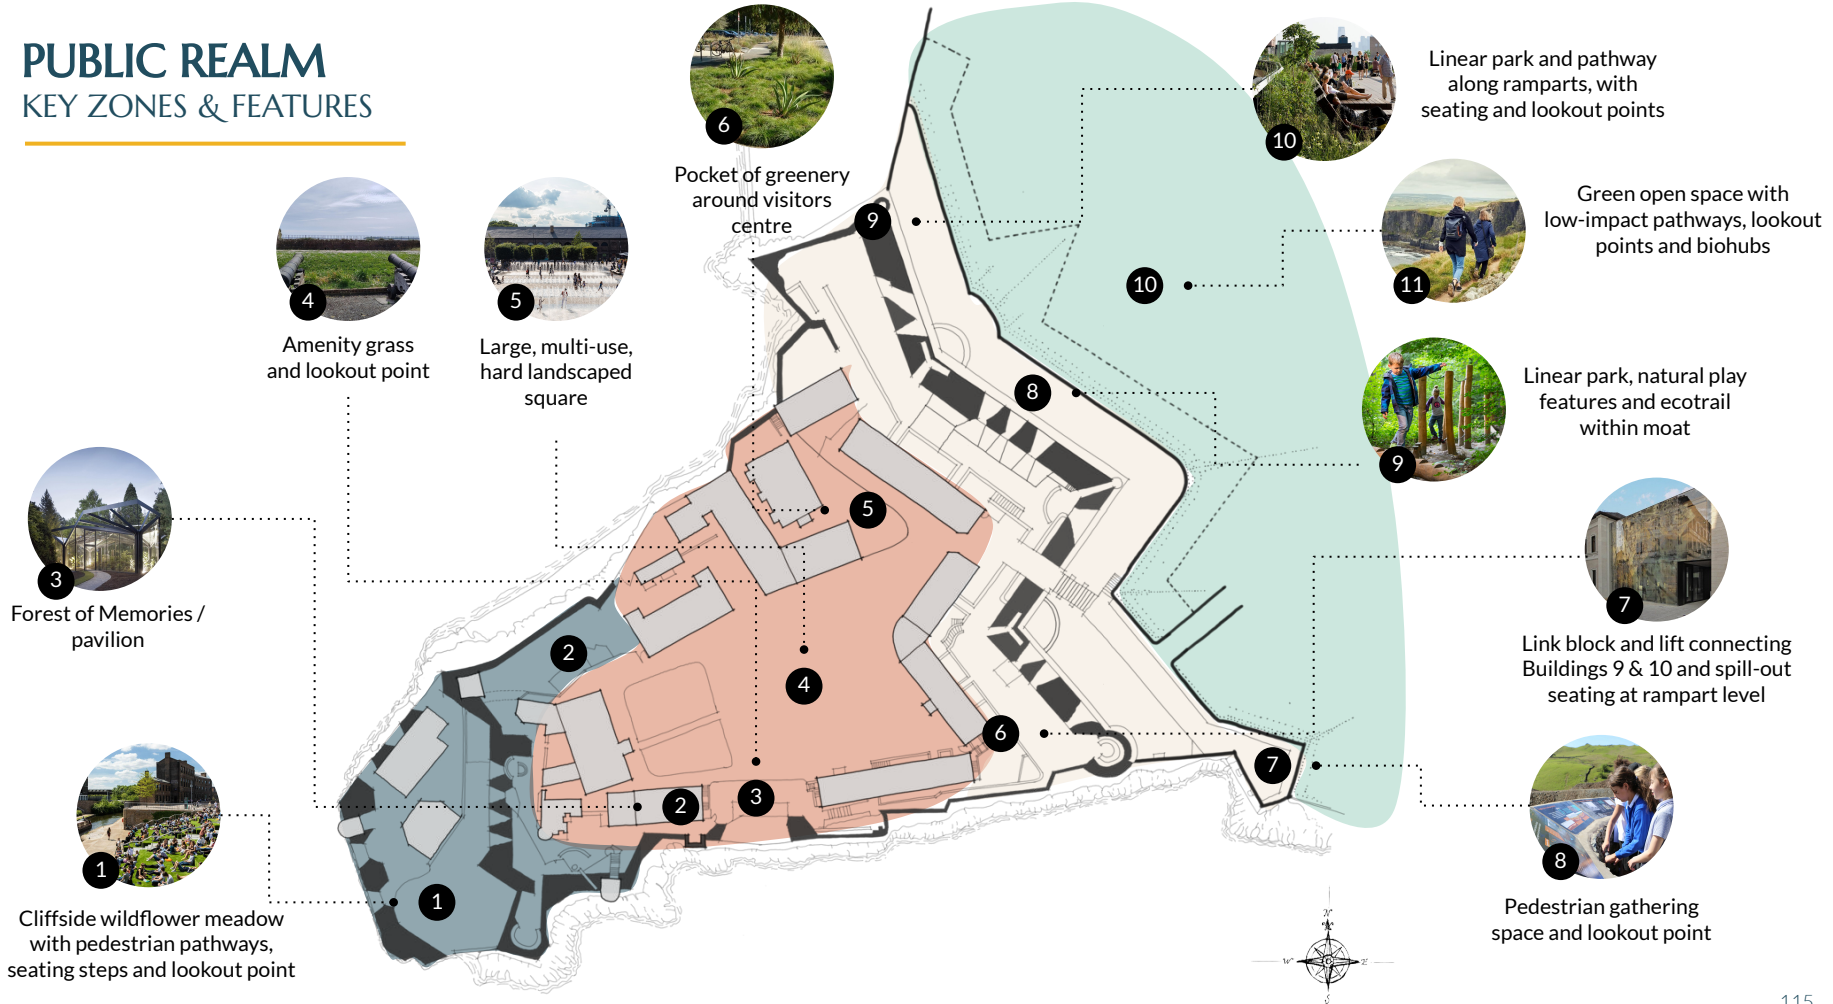 PUBLIC REALM
KEY ZONES & FEATURES
6
Pocket of greenery
around visitors
centre
10
Linear park and pathway
along ramparts, with
seating and lookout points
11
Green open space with
low-impact pathways, lookout
points and biohubs
4
Amenity grass
and lookout point
5
Large, multi-use,
hard landscaped
square
9
Linear park, natural play
features and ecotrail
within moat
3
Forest of Memories /
pavilion
7
Link block and lift connecting
Buildings 9 & 10 and spill-out
seating at rampart level
1
Cliffside wildflower meadow
with pedestrian pathways,
seating steps and lookout point
8
Pedestrian gathering
space and lookout point
9
10
8
5
2
4
6
7
2
3
1
N
W
E
S
115